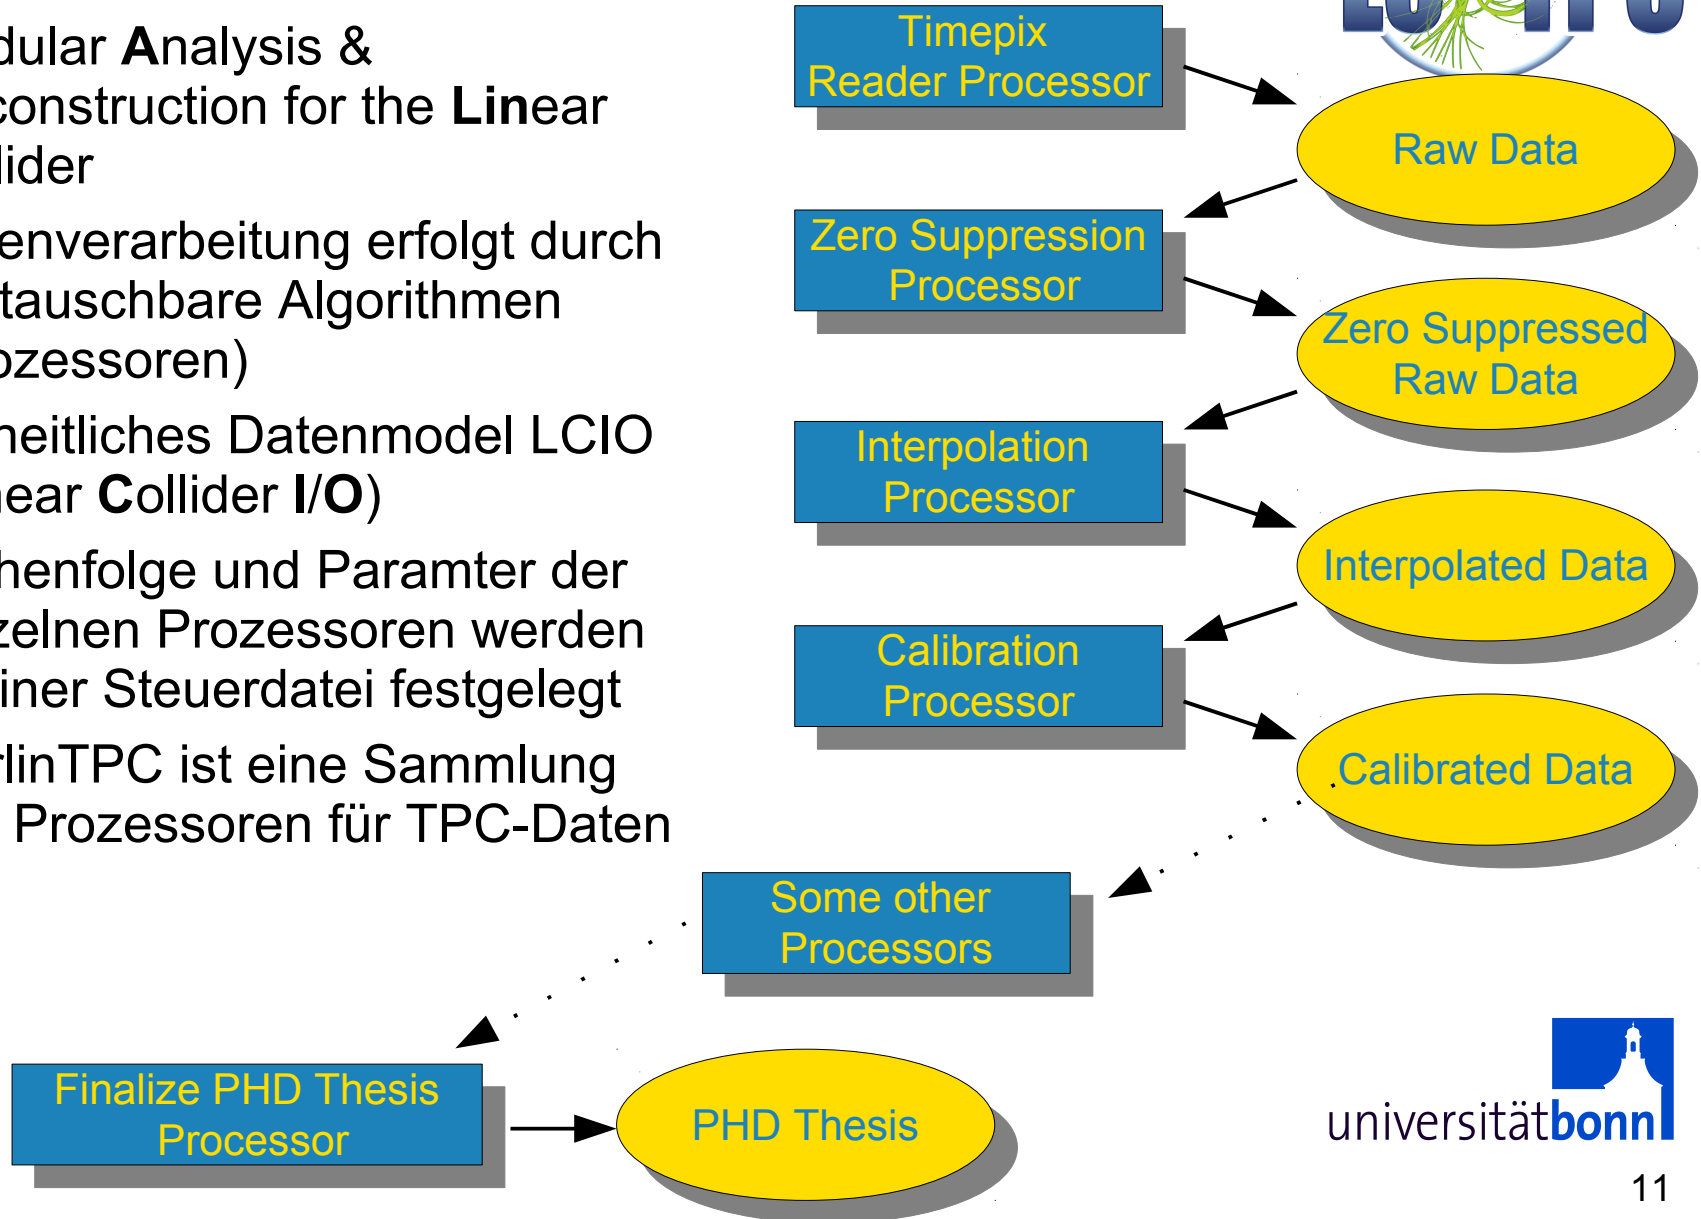 dular Analysis &
construction for the Linear
lider
enverarbeitung erfolgt durch
tauschbare Algorithmen
ozessoren)
heitliches Datenmodel LCIO
near Collider I/O)
henfolge und Paramter der
zelnen Prozessoren werden
einer Steuerdatei festgelegt
rlinTPC ist eine Sammlung
Prozessoren für TPC-Daten
Timepix
Reader Processor
Raw Data
Zero Suppression
Processor
Zero Suppressed
Raw Data
Interpolation
Processor
Interpolated Data
Calibration
Processor
Calibrated Data
Some other
Processors
Finalize PHD Thesis
Processor
PHD Thesis
universitätbonn
11